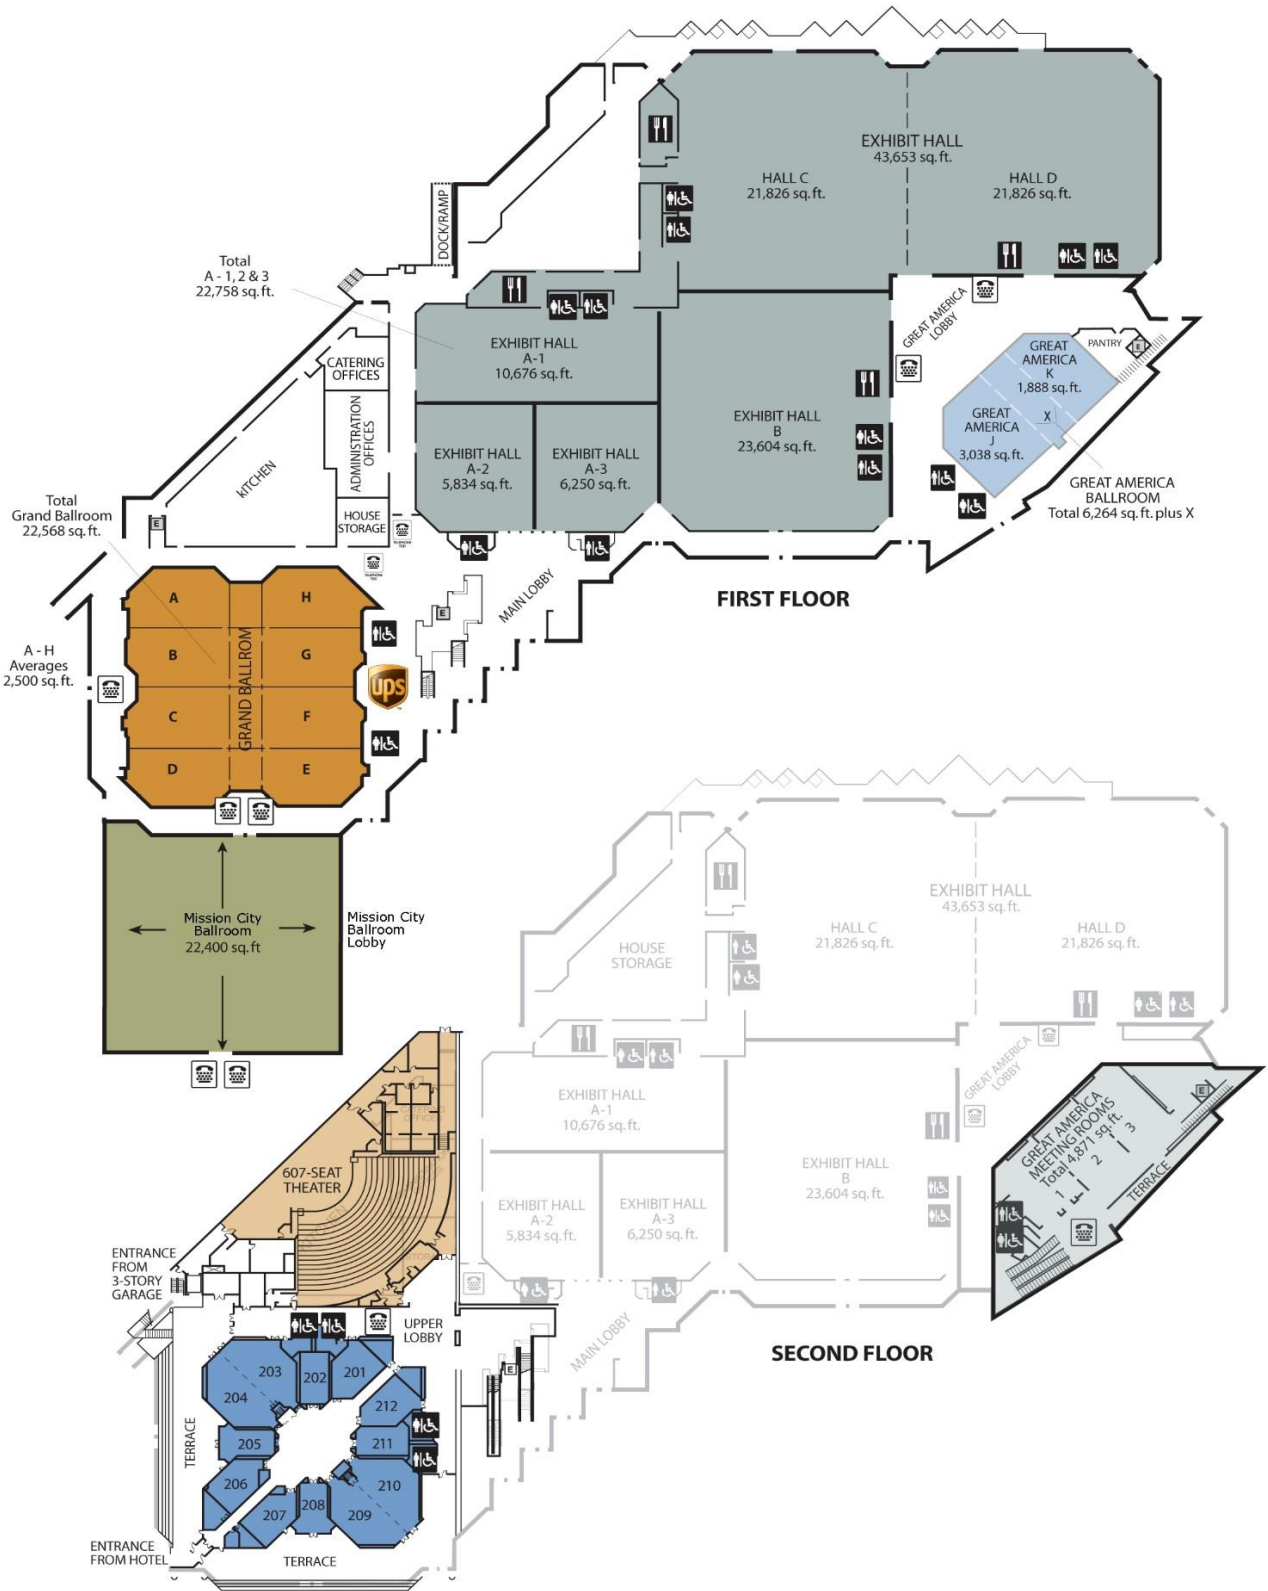 EXHIBIT HALL
43,653 sq. ft.
HALL C
21,826 sq. ft.
HALL D
21,826 sq. ft.
DOCK/RAMP
Total
A - 1, 2 & 3
22,758 sq. ft.
GREAT AMERICA
LOBBY
EXHIBIT HALL
A-1
10,676 sq. ft.
CATERING
OFFICES
GREAT
AMERICA
K
1,888 sq. ft.
PANTRY
E
X
GREAT
AMERICA
J
3,038 sq. ft.
ADMINISTRATION
OFFICES
EXHIBIT HALL
B
23,604 sq. ft.
EXHIBIT HALL
A-2
5,834 sq. ft.
EXHIBIT HALL
A-3
6,250 sq. ft.
KITCHEN
GREAT AMERICA
BALLROOM
Total 6,264 sq. ft. plus X
Total
Grand Ballroom
22,568 sq. ft.
HOUSE
STORAGE
E
MAIN LOBBY
E
FIRST FLOOR
A
H
B
G
C
F
D
E
GRAND BALLROM
A - H
Averages
2,500 sq. ft.
ups
Mission City
Ballroom
22,400 sq. ft
Mission City
Ballroom
Lobby
EXHIBIT HALL
43,653 sq. ft.
HALL C
21,826 sq. ft.
HALL D
21,826 sq. ft.
HOUSE
STORAGE
GREAT AMERICA
LOBBY
EXHIBIT HALL
A-1
10,676 sq. ft.
EXHIBIT HALL
B
23,604 sq. ft.
EXHIBIT HALL
A-2
5,834 sq. ft.
EXHIBIT HALL
A-3
6,250 sq. ft.
GREAT AMERICA
MEETING ROOMS
Total 4,871 sq. ft.
1
2
3
E
TERRACE
607-SEAT
THEATER
ENTRANCE
FROM
3-STORY
GARAGE
UPPER
LOBBY
MAIN LOBBY
E
SECOND FLOOR
203
202
201
204
212
205
211
206
210
207
208
209
TERRACE
ENTRANCE
FROM HOTEL
TERRACE